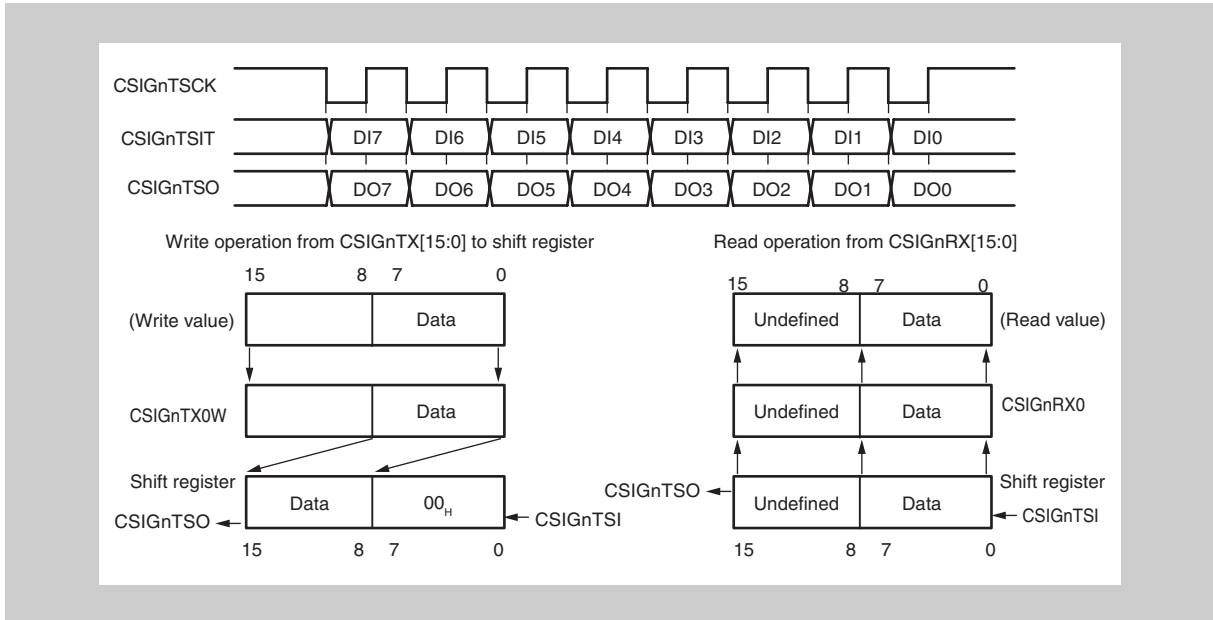 CSIGnTSCK
CSIGnTSIT DI7 DI6 DI5 DI4 DI3 DI2 DI1 DI0
CSIGnTSO DO7 DO6 DO5 DO4 DO3 DO2 DO1 DO0
Write operation from CSIGnTX[15:0] to shift register
15 8 7 0
(Write value) Data
CSIGnTX0W Data
Shift register
Data 00H
CSIGnTSO CSIGnTSI
15 8 7 0
Read operation from CSIGnRX[15:0]
15 8 7 0
Undefined Data (Read value)
Undefined Data CSIGnRX0
Shift register
CSIGnTSO Undefined Data
CSIGnTSI
15 8 7 0